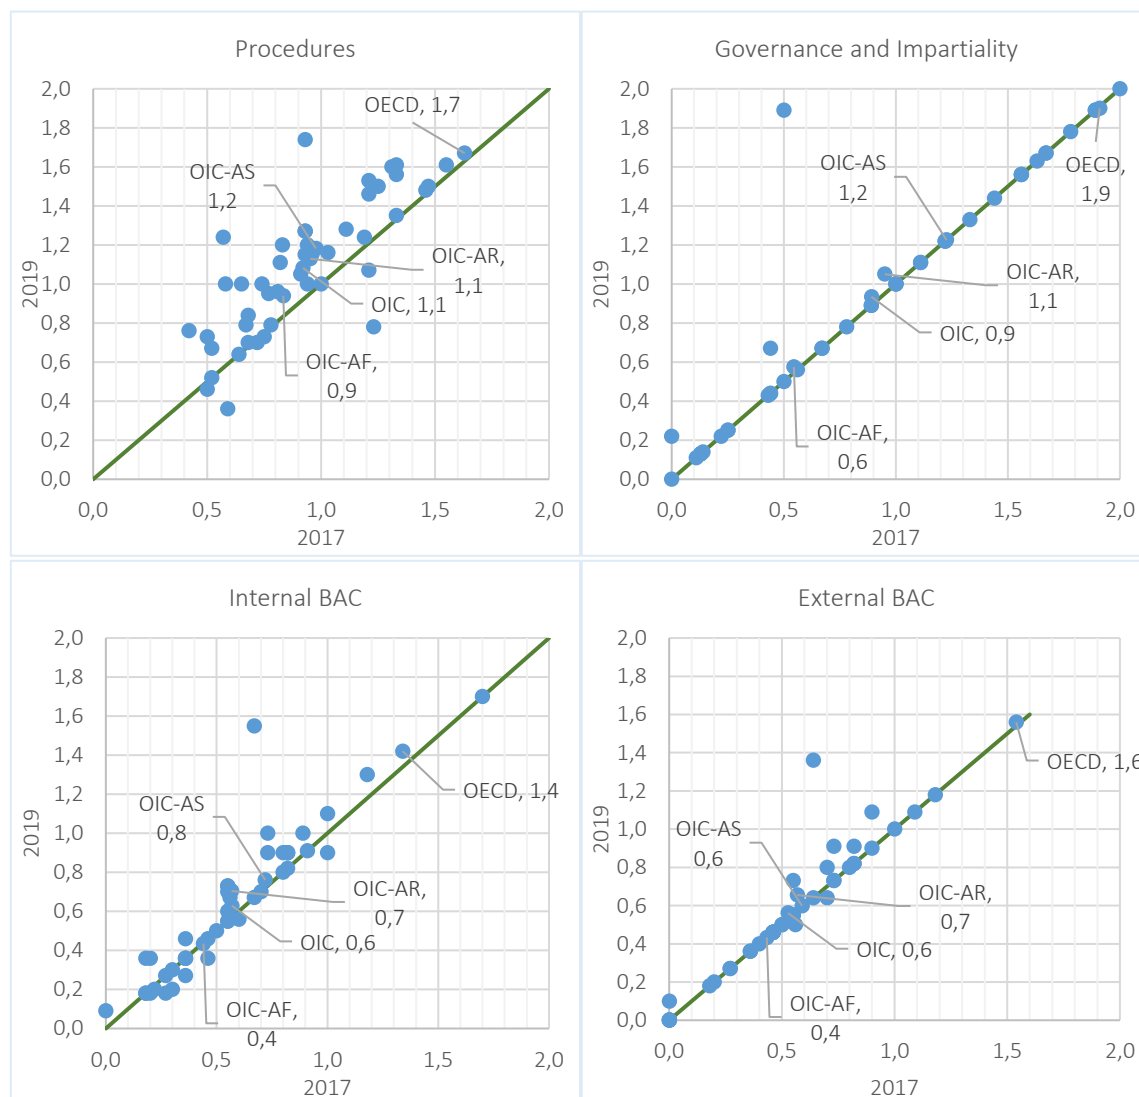 Procedures
2,0
1,8
1,6
1,4
1,2
1,0
0,8
0,6
0,4
0,2
0,0
2019
0,0 0,5 1,0 1,5 2,0
2017
OECD, 1,7
OIC-AS
1,2
OIC-AR,
1,1
OIC, 1,1
OIC-AF,
0,9
Governance and Impartiality
2,0
1,8
1,6
1,4
1,2
1,0
0,8
0,6
0,4
0,2
0,0
2019
0,0 0,5 1,0 1,5 2,0
2017
OECD,
1,9
OIC-AS
1,2
OIC-AR,
1,1
OIC, 0,9
OIC-AF,
0,6
Internal BAC
2,0
1,8
1,6
1,4
1,2
1,0
0,8
0,6
0,4
0,2
0,0
2019
0,0 0,5 1,0 1,5 2,0
2017
OECD, 1,4
OIC-AS
0,8
OIC-AR,
0,7
OIC, 0,6
OIC-AF,
0,4
External BAC
2,0
1,8
1,6
1,4
1,2
1,0
0,8
0,6
0,4
0,2
0,0
2019
0,0 0,5 1,0 1,5 2,0
2017
OECD, 1,6
OIC-AS
0,6
OIC-AR,
0,7
OIC, 0,6
OIC-AF,
0,4